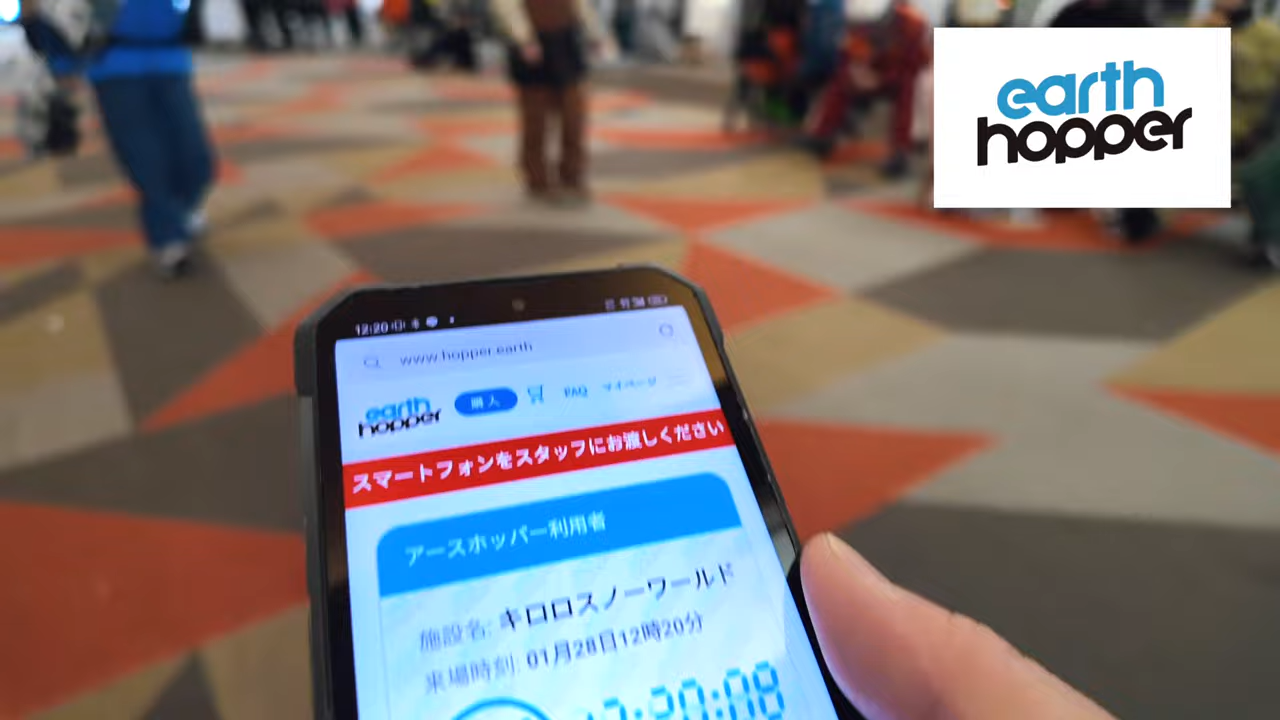 earth
hopper
12:20
www.hopper.earth
earth
hopper
購入 FAQ マイページ
スマートフォンをスタッフにお渡しください
アースホッパー利用者
施設名: キロロスノーワールド
来場時刻: 01月28日12時20分
12:20:08